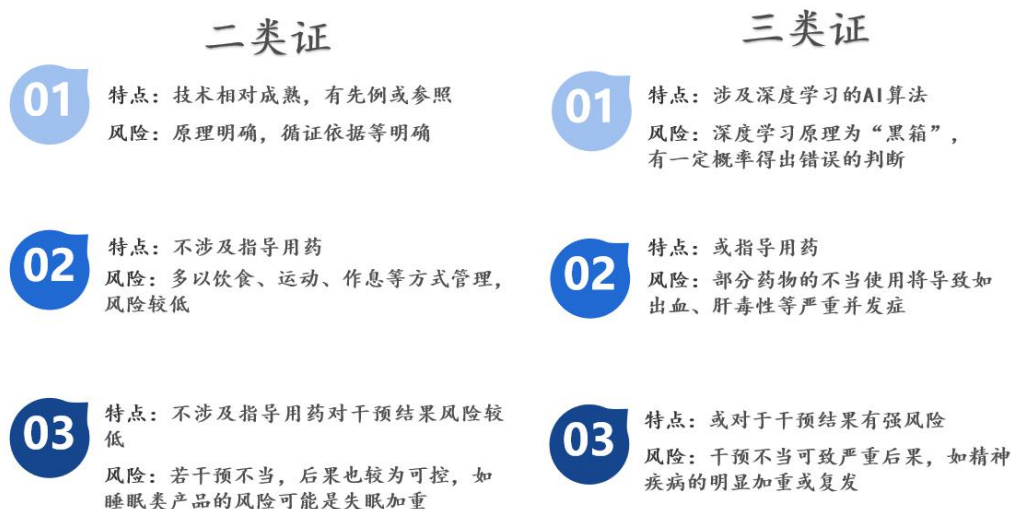 二类证
01
特点：技术相对成熟，有先例或参照
风险：原理明确，循证依据等明确
02
特点：不涉及指导用药
风险：多以饮食、运动、作息等方式管理，
风险较低
03
特点：不涉及指导用药对干预结果风险较
低
风险：若干预不当，后果也较为可控，如
睡眠类产品的风险可能是失眠加重
三类证
01
特点：涉及深度学习的AI算法
风险：深度学习原理为“黑箱”，
有一定概率得出错误的判断
02
特点：或指导用药
风险：部分药物的不当使用将导致如
出血、肝毒性等严重并发症
03
特点：或对于干预结果有强风险
风险：干预不当可致严重后果，如精神
疾病的明显加重或复发